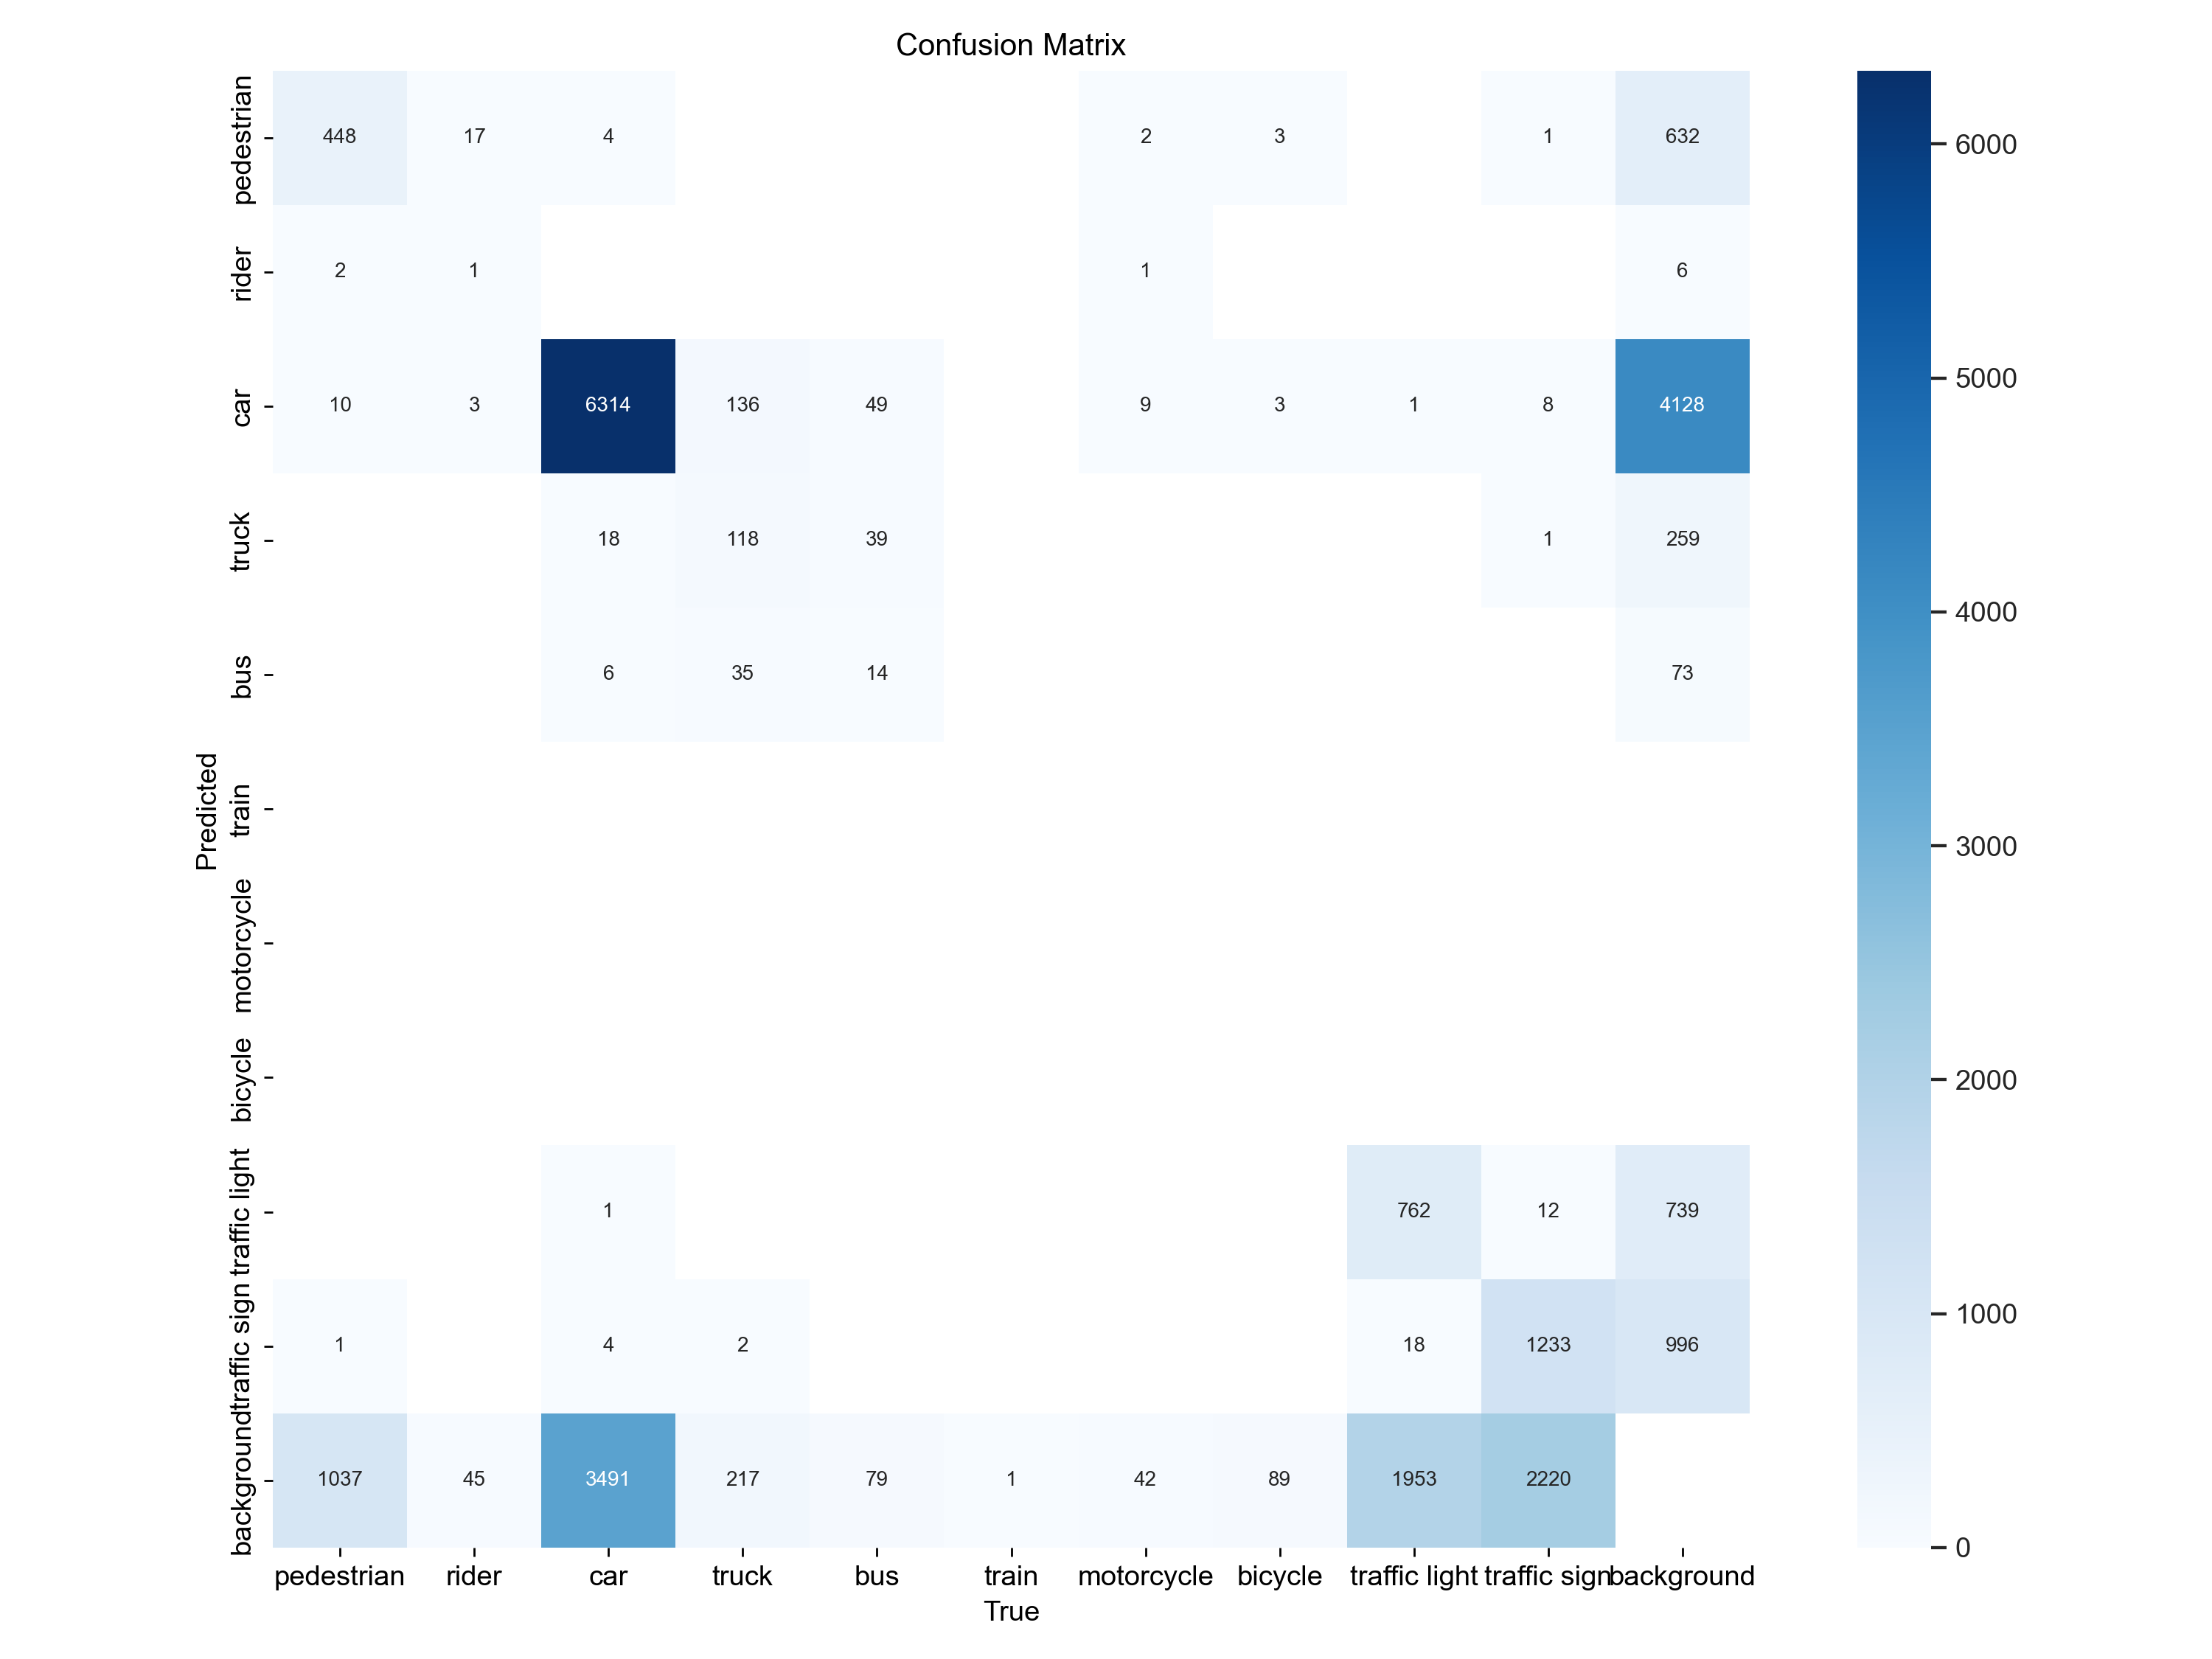 Confusion Matrix
pedestrian 448 17 4 2 3 1 632
rider 2 1 1 6
car 10 3 6314 136 49 9 3 1 8 4128
truck 18 118 39 1 259
bus 6 35 14 73
train
motorcycle
bicycle
traffic light 1 762 12 739
traffic sign 1 4 2 18 1233 996
background 1037 45 3491 217 79 1 42 89 1953 2220
Predicted
pedestrian rider car truck bus train motorcycle bicycle traffic light traffic sign background
True
6000
5000
4000
3000
2000
1000
0